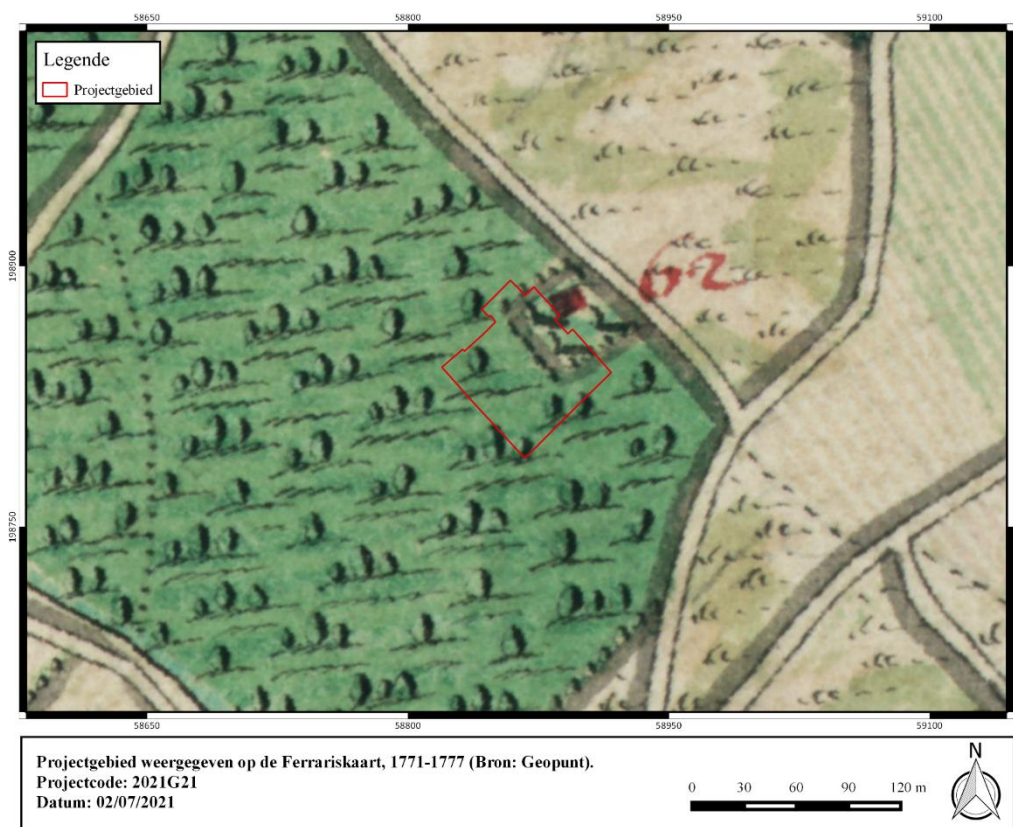 58650 58800 58950 59100
Legende
Projectgebied
198900
62
198750
58650 58800 58950 59100
Projectgebied weergegeven op de Ferrariskaart, 1771-1777 (Bron: Geopunt).
Projectcode: 2021G21
Datum: 02/07/2021
0 30 60 90 120 m
N